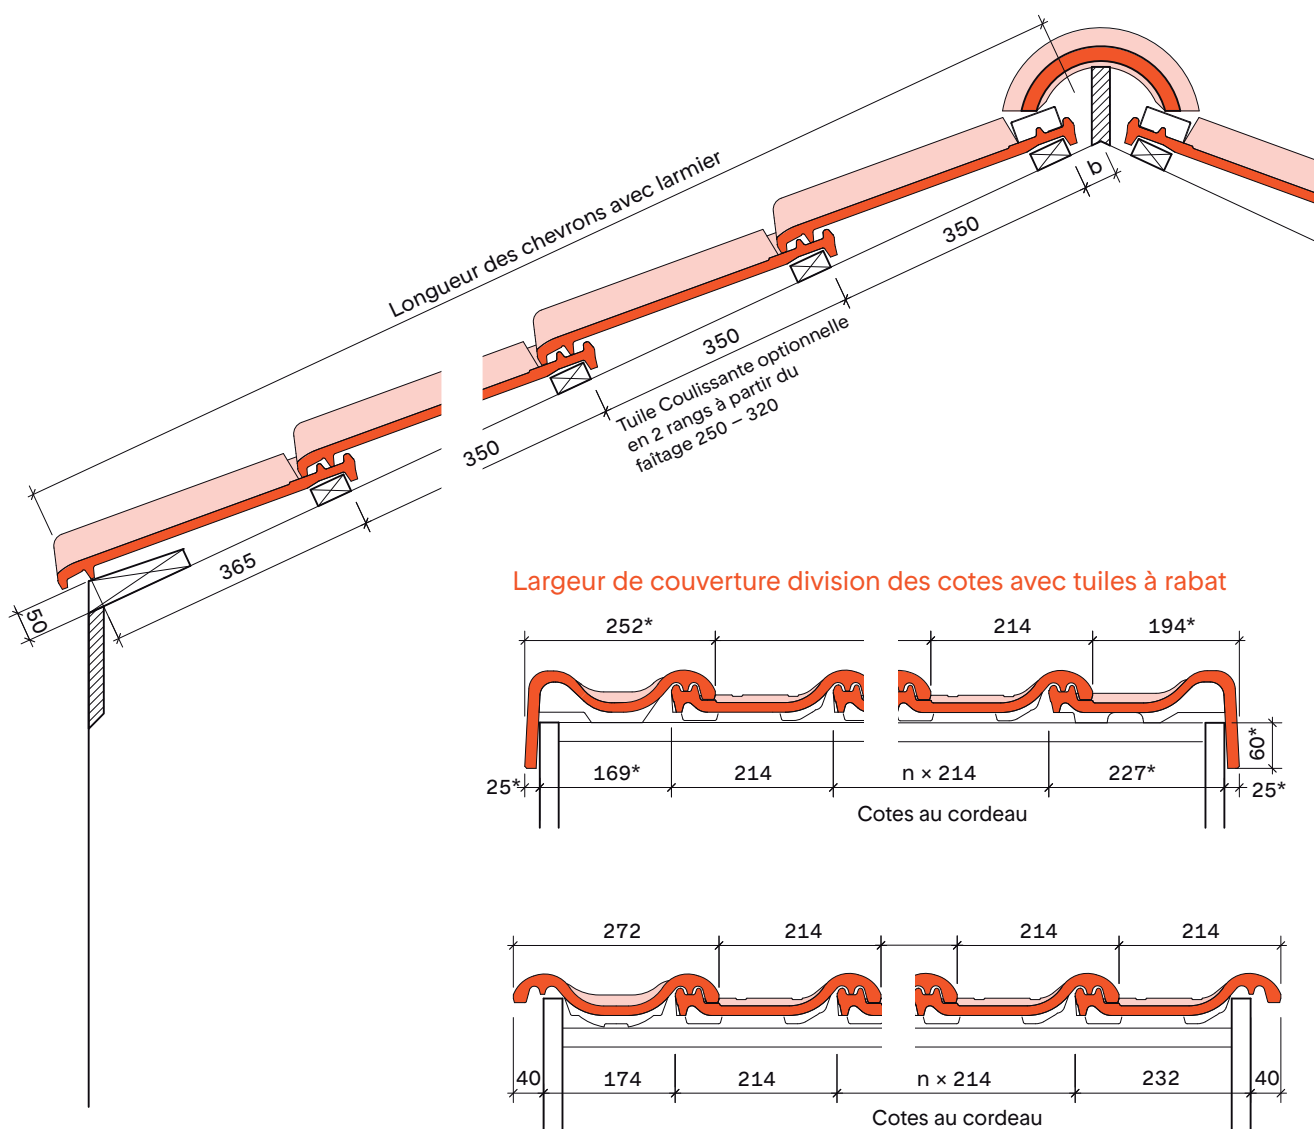 Longueur des chevrons avec larmier
b
350
350
Tuile Coulissante optionnelle
en 2 rangs à partir du
faîtage 250 – 320
350
365
50
Largeur de couverture division des cotes avec tuiles à rabat
252* 214 194*
60*
25* 169* 214 n × 214 227* 25*
Cotes au cordeau
272 214 214 214
40 174 214 n × 214 232 40
Cotes au cordeau